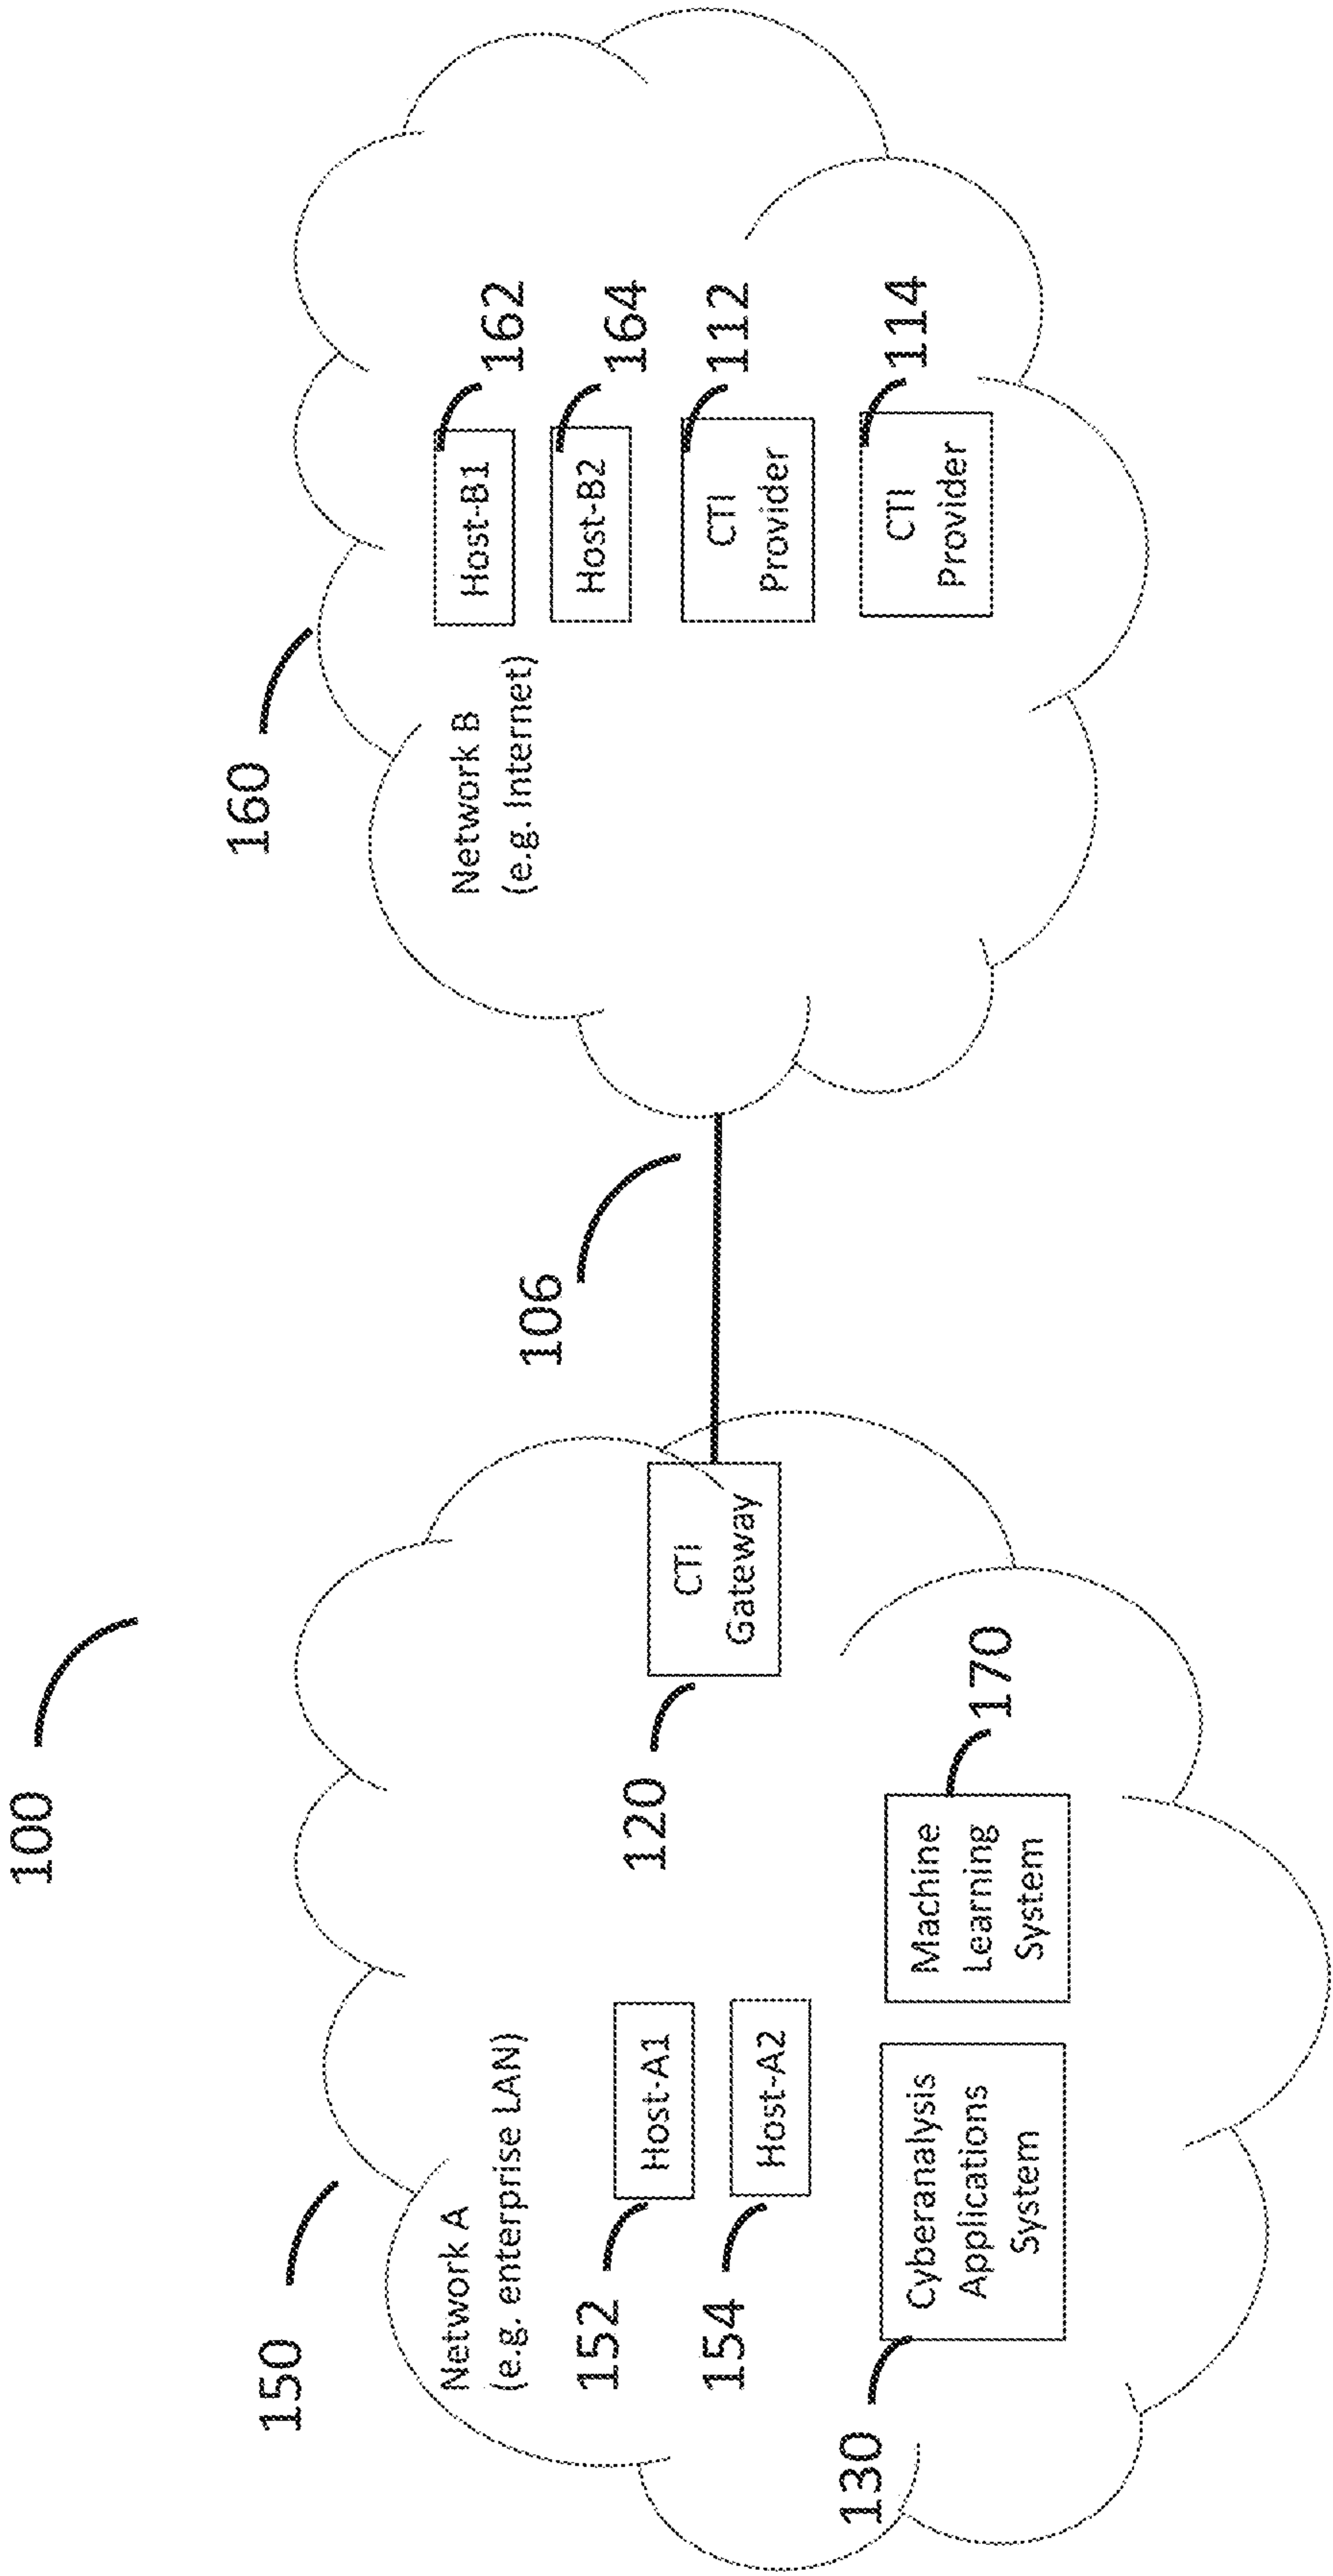 100
150
160
Network A
(e.g. enterprise LAN)
152
Host-A1
154
Host-A2
130
Cyberanalysis
Applications
System
Machine
Learning
System
170
120
CTI
Gateway
106
Network B
(e.g. Internet)
Host-B1
162
Host-B2
164
CTI
Provider
112
CTI
Provider
114